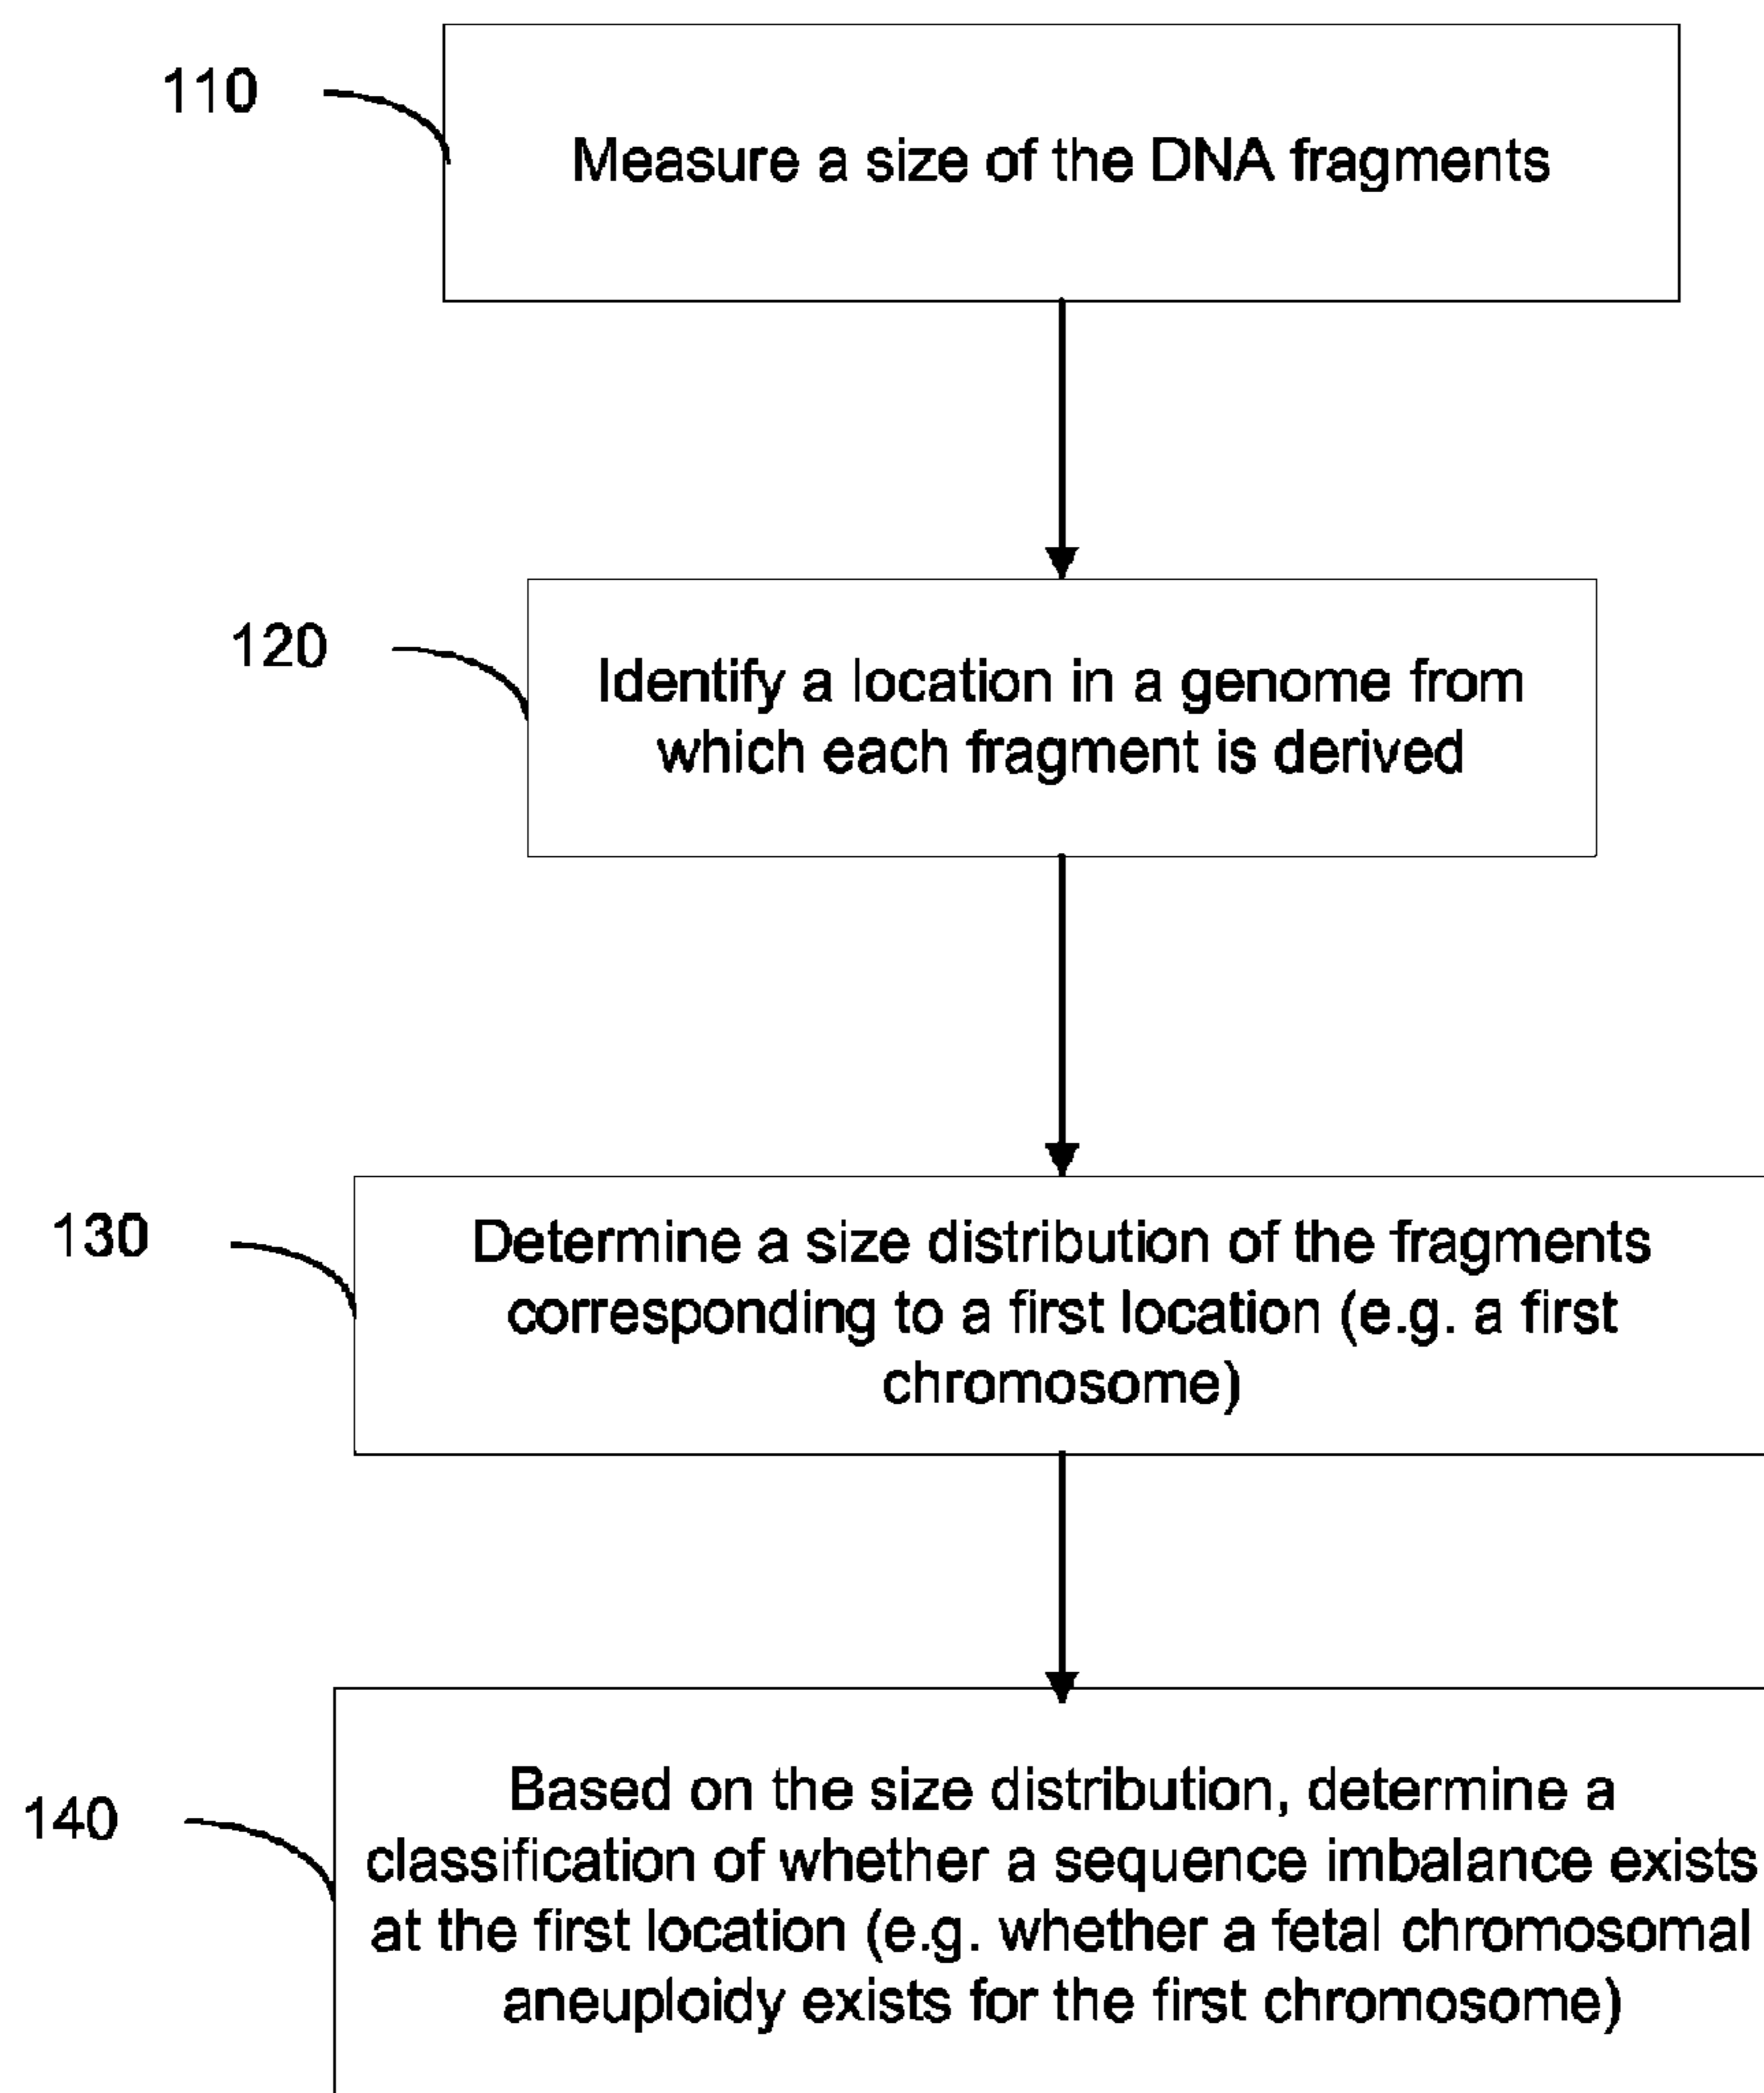 110
Measure a size of the DNA fragments
120
Identify a location in a genome from
which each fragment is derived
130
Determine a size distribution of the fragments
corresponding to a first location (e.g. a first
chromosome)
140
Based on the size distribution, determine a
classification of whether a sequence imbalance exists
at the first location (e.g. whether a fetal chromosomal
aneuploidy exists for the first chromosome)